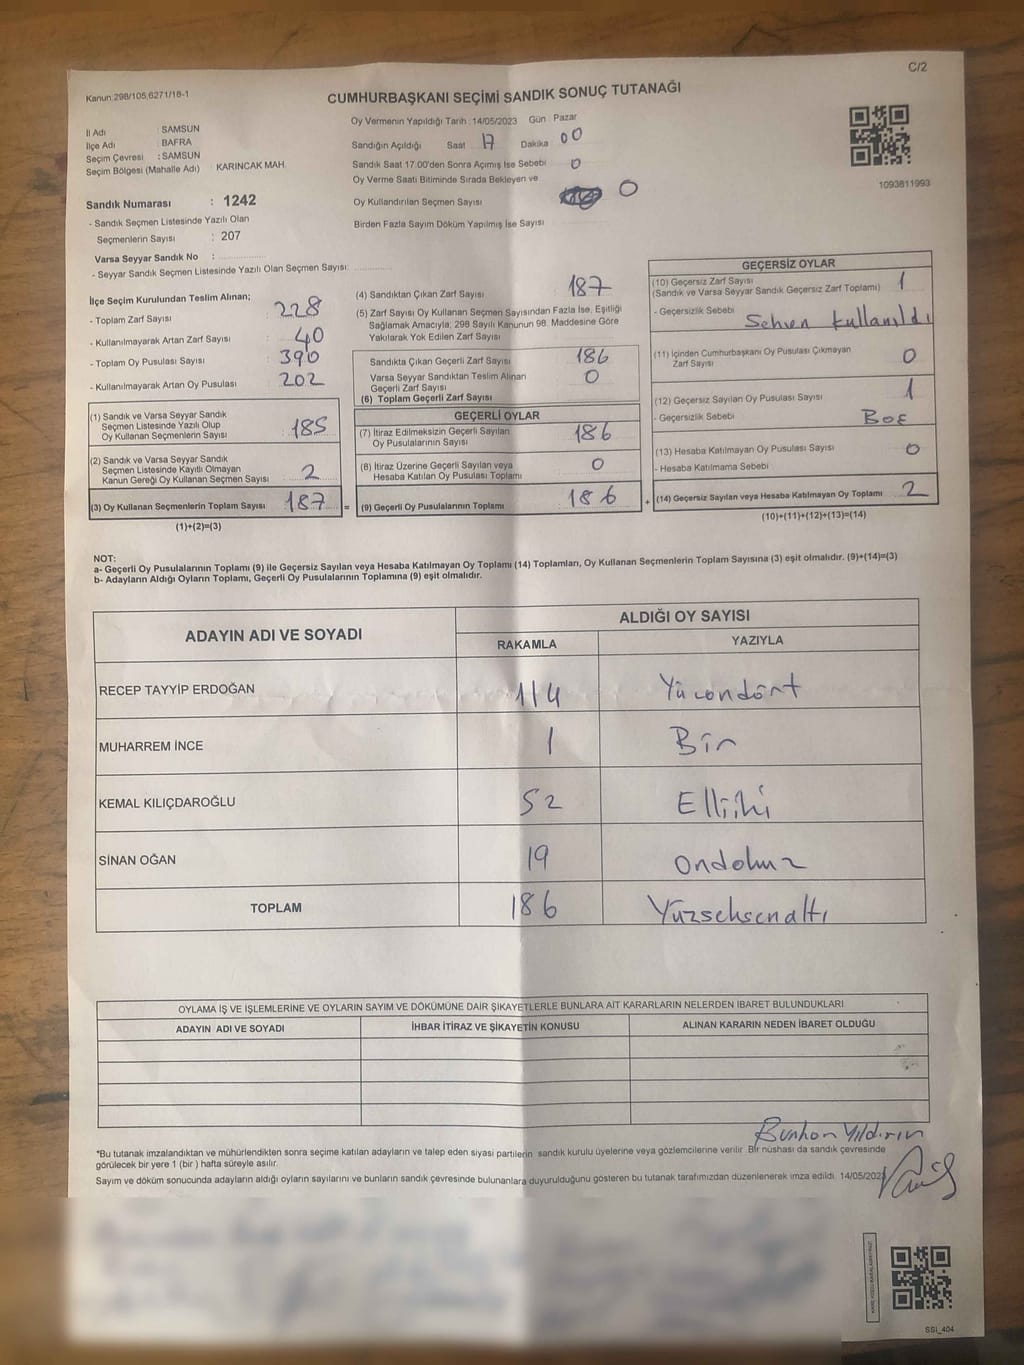 C/2
Kanun:298/105,6271/18-1
CUMHURBAŞKANI SEÇİMİ SANDIK SONUÇ TUTANAĞI
İl Adı : SAMSUN
İlçe Adı : BAFRA
Seçim Çevresi : SAMSUN
Seçim Bölgesi (Mahalle Adı) KARINCAK MAH.
Sandık Numarası : 1242
- Sandık Seçmen Listesinde Yazılı Olan
Seçmenlerin Sayısı : 207
Varsa Seyyar Sandık No :
- Seyyar Sandık Seçmen Listesinde Yazılı Olan Seçmen Sayısı:
Oy Vermenin Yapıldığı Tarih : 14/05/2023 Gün : Pazar
Sandığın Açıldığı Saat 17 Dakika 00
Sandık Saat 17.00'den Sonra Açımış İse Sebebi 0
Oy Verme Saati Bitiminde Sırada Bekleyen ve
Oy Kullandırılan Seçmen Sayısı 0
Birden Fazla Sayım Döküm Yapılmış İse Sayısı
1093811993
İlçe Seçim Kurulundan Teslim Alınan;
- Toplam Zarf Sayısı : 228
- Kullanılmayarak Artan Zarf Sayısı : 40
- Toplam Oy Pusulası Sayısı : 390
- Kullanılmayarak Artan Oy Pusulası : 202
(1) Sandık ve Varsa Seyyar Sandık
Seçmen Listesinde Yazılı Olup
Oy Kullanan Seçmenlerin Sayısı 185
(2) Sandık ve Varsa Seyyar Sandık
Seçmen Listesinde Kayıtlı Olmayan
Kanun Gereği Oy Kullanan Seçmen Sayısı 2
(3) Oy Kullanan Seçmenlerin Toplam Sayısı 187 =
(1)+(2)=(3)
(4) Sandıktan Çıkan Zarf Sayısı 187
(5) Zarf Sayısı Oy Kullanan Seçmen Sayısından Fazla İse, Eşitliği
Sağlamak Amacıyla; 298 Sayılı Kanunun 98. Maddesine Göre
Yakılarak Yok Edilen Zarf Sayısı
Sandıkta Çıkan Geçerli Zarf Sayısı 186
Varsa Seyyar Sandıktan Teslim Alınan 0
Geçerli Zarf Sayısı
(6) Toplam Geçerli Zarf Sayısı
GEÇERLİ OYLAR
(7) İtiraz Edilmeksizin Geçerli Sayılan
Oy Pusulalarının Sayısı 186
(8) İtiraz Üzerine Geçerli Sayılan veya
Hesaba Katılan Oy Pusulası Toplamı 0
(9) Geçerli Oy Pusulalarının Toplamı 186 +
GEÇERSİZ OYLAR
(10) Geçersiz Zarf Sayısı 1
(Sandık ve Varsa Seyyar Sandık Geçersiz Zarf Toplamı)
- Geçersizlik Sebebi Sehven kullanıldı
(11) İçinden Cumhurbaşkanı Oy Pusulası Çıkmayan
Zarf Sayısı 0
(12) Geçersiz Sayılan Oy Pusulası Sayısı 1
- Geçersizlik Sebebi Boş
(13) Hesaba Katılmayan Oy Pusulası Sayısı 0
- Hesaba Katılmama Sebebi
(14) Geçersiz Sayılan veya Hesaba Katılmayan Oy Toplamı 2
(10)+(11)+(12)+(13)=(14)
NOT:
a- Geçerli Oy Pusulalarının Toplamı (9) ile Geçersiz Sayılan veya Hesaba Katılmayan Oy Toplamı (14) Toplamları, Oy Kullanan Seçmenlerin Toplam Sayısına (3) eşit olmalıdır. (9)+(14)=(3)
b- Adayların Aldığı Oyların Toplamı, Geçerli Oy Pusulalarının Toplamına (9) eşit olmalıdır.
ADAYIN ADI VE SOYADI ALDIĞI OY SAYISI
RAKAMLA YAZIYLA
RECEP TAYYİP ERDOĞAN 114 Yücondört
MUHARREM İNCE 1 Bir
KEMAL KILIÇDAROĞLU 52 Elliiki
SİNAN OĞAN 19 ondokuz
TOPLAM 186 Yüzseksenaltı
OYLAMA İŞ VE İŞLEMLERİNE VE OYLARIN SAYIM VE DÖKÜMÜNE DAİR ŞİKAYETLERLE BUNLARA AİT KARARLARIN NELERDEN İBARET BULUNDUKLARI
ADAYIN ADI VE SOYADI İHBAR İTİRAZ VE ŞİKAYETİN KONUSU ALINAN KARARIN NEDEN İBARET OLDUĞU
Yıldırım
*Bu tutanak imzalandıktan ve mühürlendikten sonra seçime katılan adayların ve talep eden siyasi partilerin sandık kurulu üyelerine veya gözlemcilerine verilir. Bir nüshası da sandık çevresinde
görülecek bir yere 1 (bir ) hafta süreyle asılır.
Sayım ve döküm sonucunda adayların aldığı oyların sayılarını ve bunların sandık çevresinde bulunanlara duyurulduğunu gösteren bu tutanak tarafımızdan düzenlenerek imza edildi. 14/05/202
SSI_404